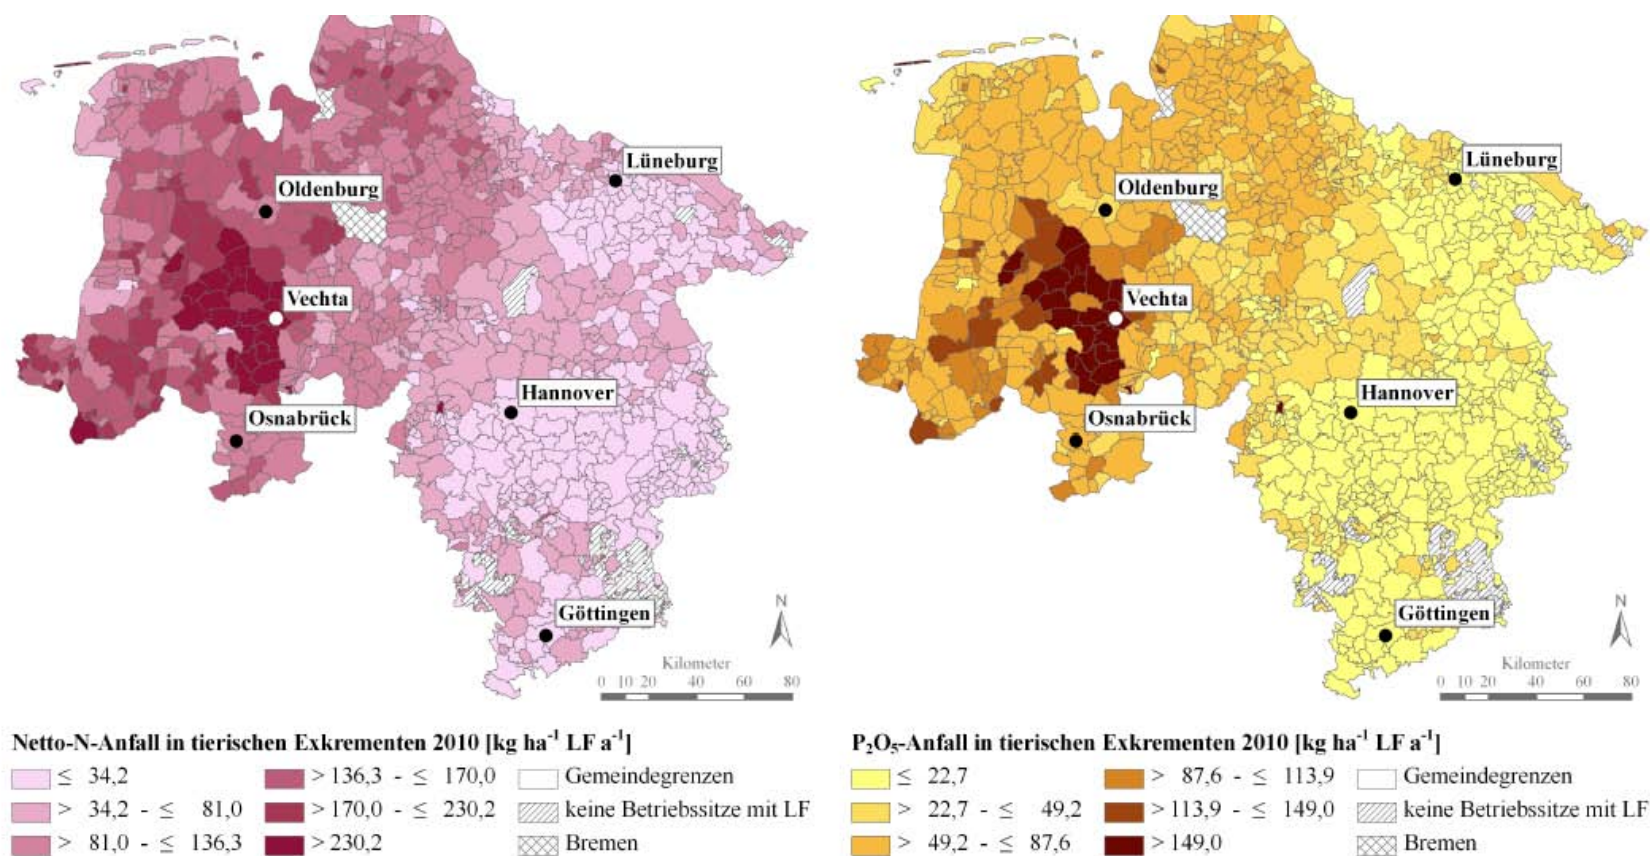 Lüneburg
Oldenburg
Vechta
Hannover
Osnabrück
Göttingen
N
Kilometer
0 10 20 40 60 80
Netto-N-Anfall in tierischen Exkrementen 2010 [kg ha⁻¹ LF a⁻¹]
≤ 34,2
> 34,2 - ≤ 81,0
> 81,0 - ≤ 136,3
> 136,3 - ≤ 170,0
> 170,0 - ≤ 230,2
> 230,2
Gemeindegrenzen
keine Betriebssitze mit LF
Bremen
Lüneburg
Oldenburg
Vechta
Hannover
Osnabrück
Göttingen
N
Kilometer
0 10 20 40 60 80
P₂O₅-Anfall in tierischen Exkrementen 2010 [kg ha⁻¹ LF a⁻¹]
≤ 22,7
> 22,7 - ≤ 49,2
> 49,2 - ≤ 87,6
> 87,6 - ≤ 113,9
> 113,9 - ≤ 149,0
> 149,0
Gemeindegrenzen
keine Betriebssitze mit LF
Bremen